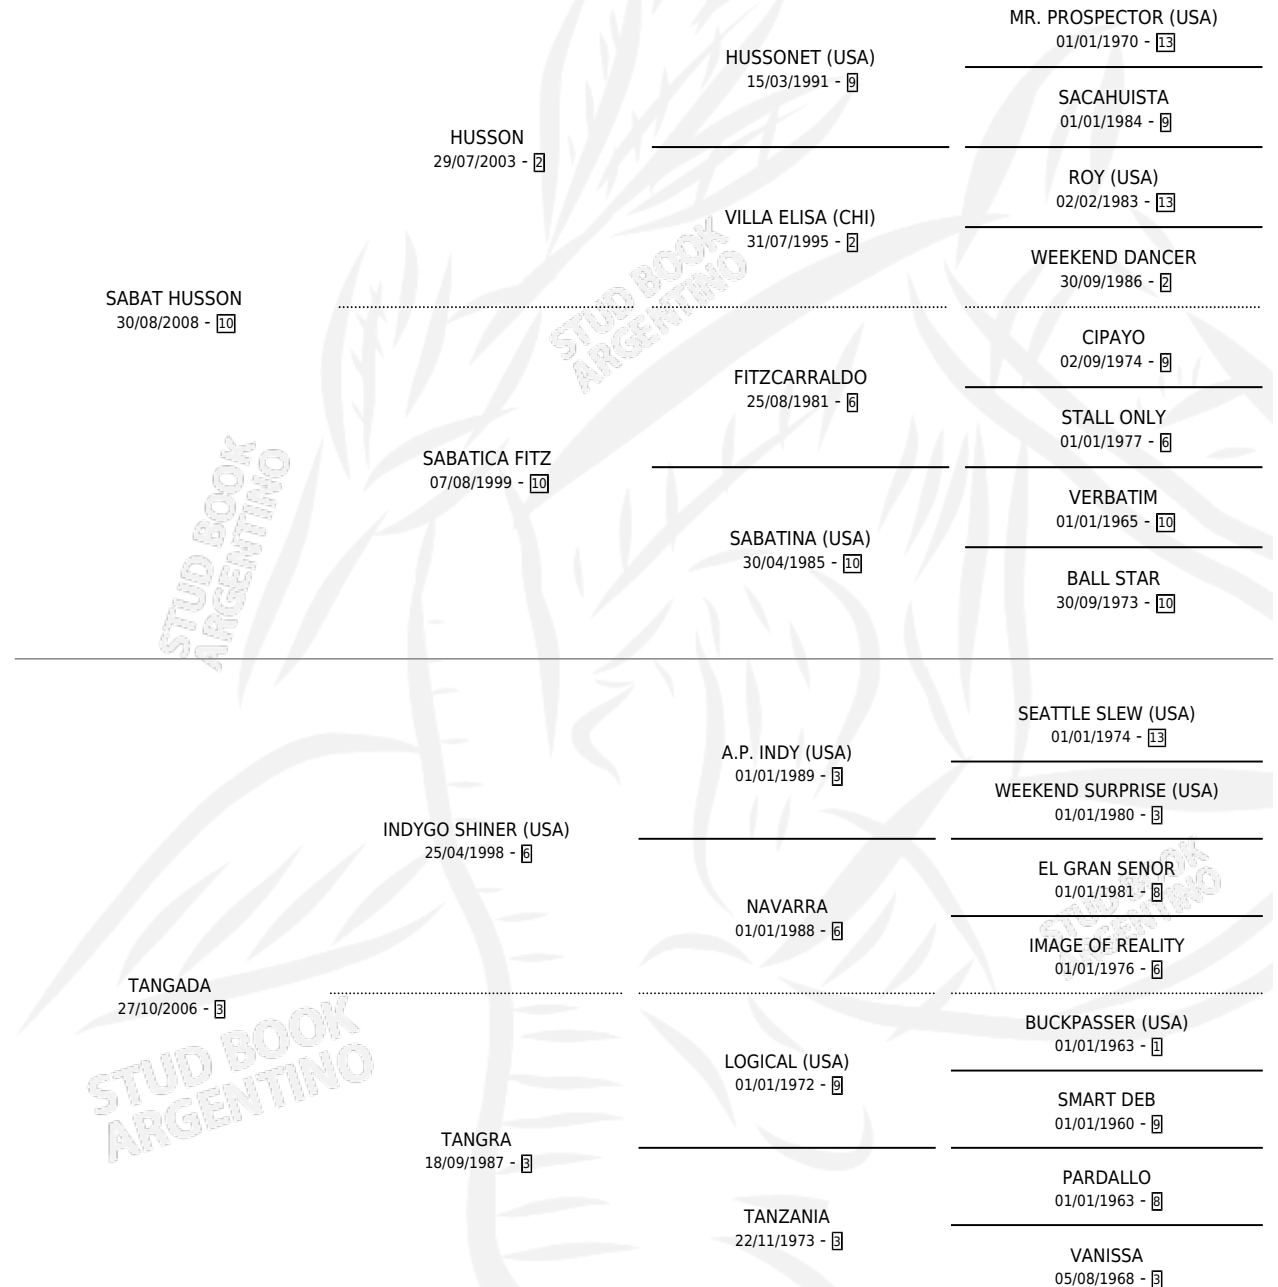 MR. PROSPECTOR (USA)
01/01/1970 - 13
HUSSONET (USA)
15/03/1991 - 9
SACAHUISTA
01/01/1984 - 9
HUSSON
29/07/2003 - 2
ROY (USA)
02/02/1983 - 13
VILLA ELISA (CHI)
31/07/1995 - 2
WEEKEND DANCER
30/09/1986 - 2
SABAT HUSSON
30/08/2008 - 10
CIPAYO
02/09/1974 - 9
FITZCARRALDO
25/08/1981 - 6
STALL ONLY
01/01/1977 - 6
SABATICA FITZ
07/08/1999 - 10
VERBATIM
01/01/1965 - 10
SABATINA (USA)
30/04/1985 - 10
BALL STAR
30/09/1973 - 10
STUD BOOK
ARGENTINO
STUD BOOK
ARGENTINO
SEATTLE SLEW (USA)
01/01/1974 - 13
A.P. INDY (USA)
01/01/1989 - 3
WEEKEND SURPRISE (USA)
01/01/1980 - 3
INDYGO SHINER (USA)
25/04/1998 - 6
EL GRAN SENOR
01/01/1981 - 8
NAVARRA
01/01/1988 - 6
IMAGE OF REALITY
01/01/1976 - 6
STUD BOOK
ARGENTINO
TANGADA
27/10/2006 - 3
BUCKPASSER (USA)
01/01/1963 - 1
LOGICAL (USA)
01/01/1972 - 9
SMART DEB
01/01/1960 - 9
STUD BOOK
ARGENTINO
TANGRA
18/09/1987 - 3
PARDALLO
01/01/1963 - 8
TANZANIA
22/11/1973 - 3
VANISSA
05/08/1968 - 3